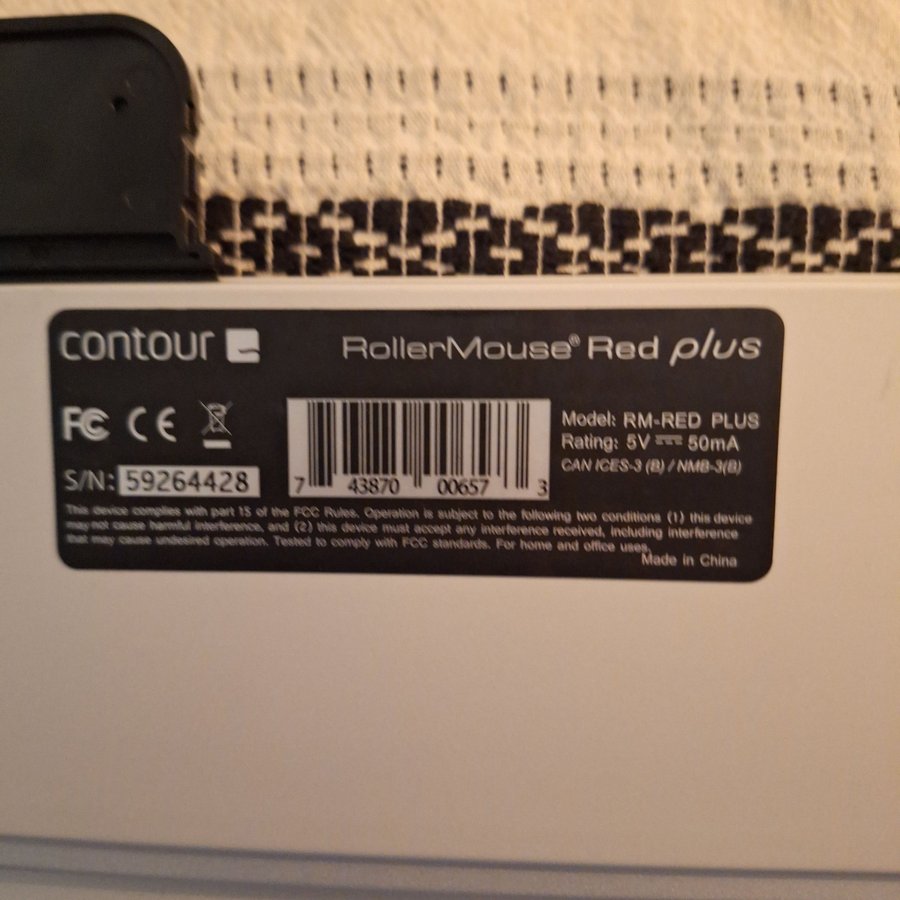 contour
RollerMouse® Red plus
FC CE
Model: RM-RED PLUS
Rating: 5V ⎓ 50mA
CAN ICES-3 (B) / NMB-3(B)
S/N: 59264428
7 43870 00657 3
This device complies with part 15 of the FCC Rules. Operation is subject to the following two conditions (1) this device
may not cause harmful interference, and (2) this device must accept any interference received, including interference
that may cause undesired operation. Tested to comply with FCC standards. For home and office uses.
Made in China